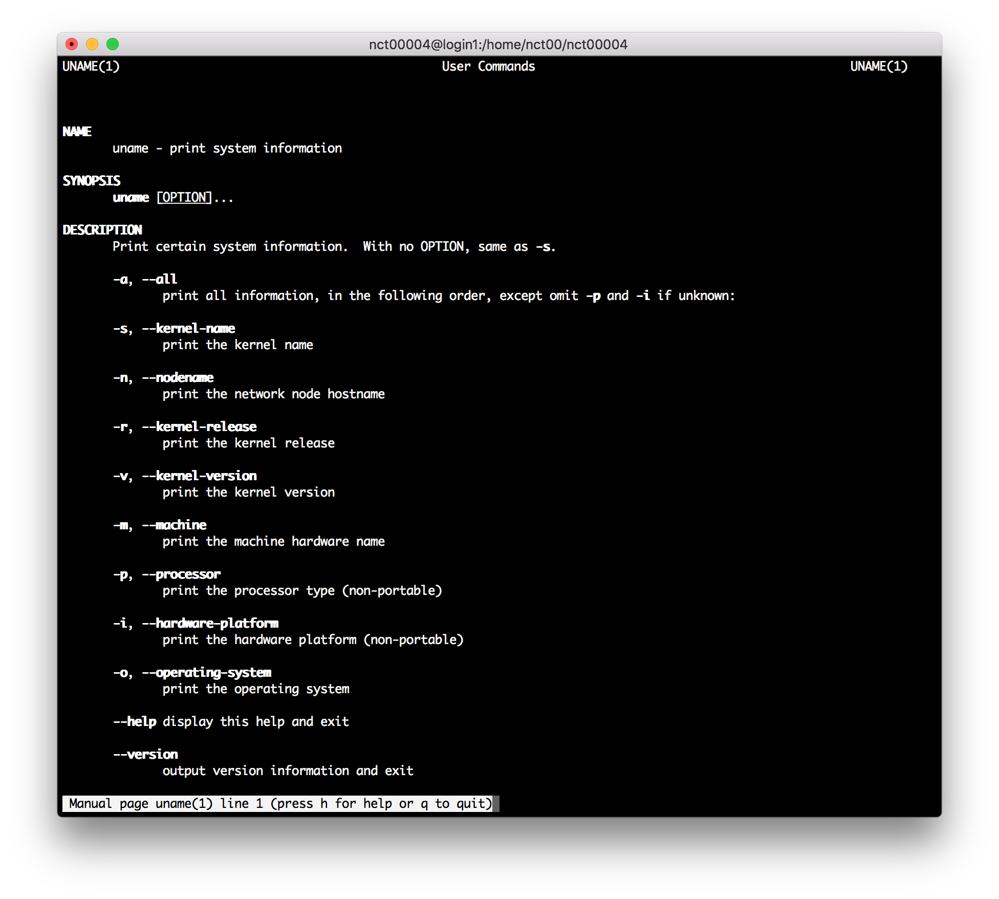 nct00004@login1:/home/nct00/nct00004
UNAME(1) User Commands UNAME(1)
NAME
uname - print system information
SYNOPSIS
uname [OPTION]...
DESCRIPTION
Print certain system information.  With no OPTION, same as -s.
-a, --all
print all information, in the following order, except omit -p and -i if unknown:
-s, --kernel-name
print the kernel name
-n, --nodename
print the network node hostname
-r, --kernel-release
print the kernel release
-v, --kernel-version
print the kernel version
-m, --machine
print the machine hardware name
-p, --processor
print the processor type (non-portable)
-i, --hardware-platform
print the hardware platform (non-portable)
-o, --operating-system
print the operating system
--help display this help and exit
--version
output version information and exit
Manual page uname(1) line 1 (press h for help or q to quit)